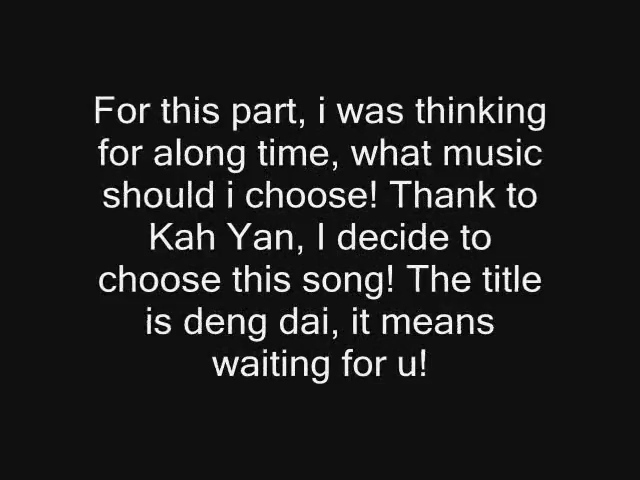 For this part, i was thinking
for along time, what music
should i choose! Thank to
Kah Yan, I decide to
choose this song! The title
is deng dai, it means
waiting for u!